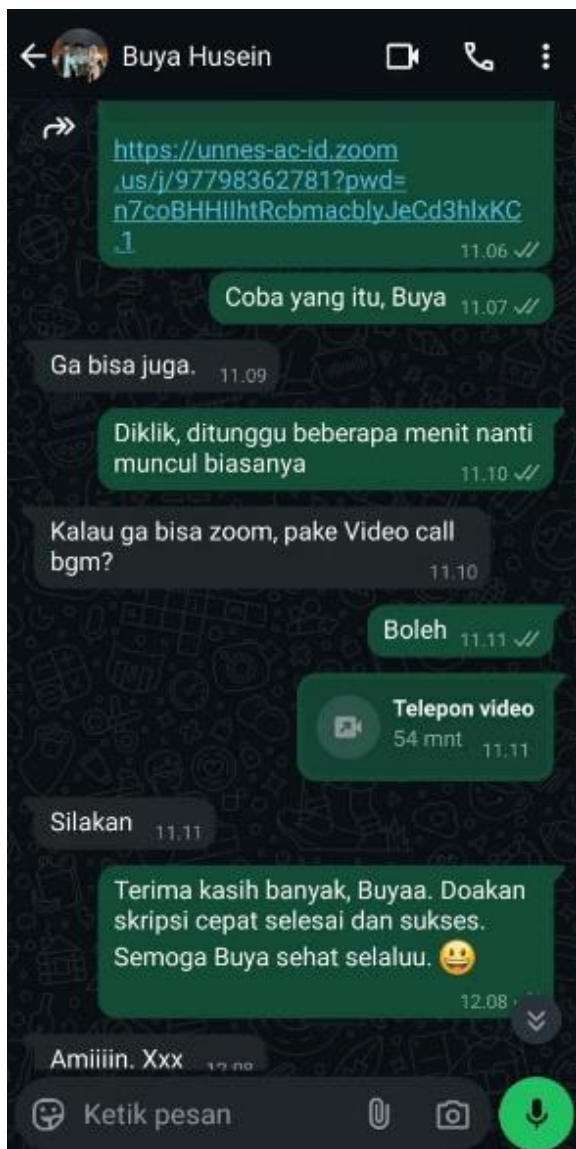 Buya Husein
https://unnes-ac-id.zoom
.us/j/97798362781?pwd=
n7coBHHIlhtRcbmacblyJeCd3hlxKC
.1
11.06
Coba yang itu, Buya 11.07
Ga bisa juga. 11.09
Diklik, ditunggu beberapa menit nanti
muncul biasanya
11.10
Kalau ga bisa zoom, pake Video call
bgm?
11.10
Boleh 11.11
Telepon video
54 mnt 11.11
Silakan 11.11
Terima kasih banyak, Buyaa. Doakan
skripsi cepat selesai dan sukses.
Semoga Buya sehat selaluu. 😃
12.08
Amiiiin. Xxx 12.08
Ketik pesan